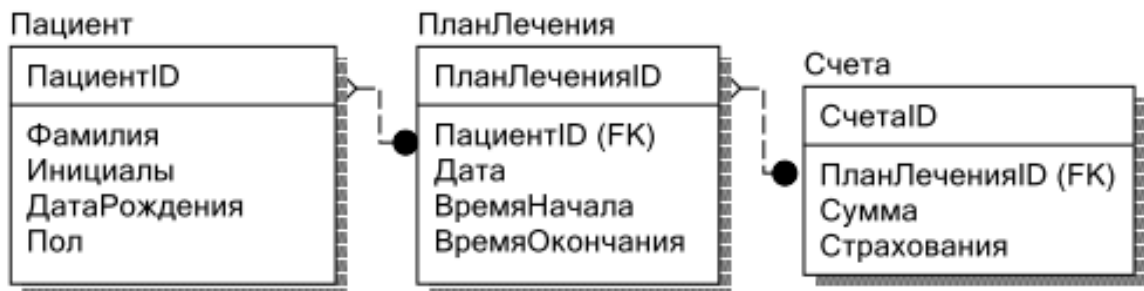 Пациент
ПациентID
Фамилия
Инициалы
ДатаРождения
Пол
ПланЛечения
ПланЛеченияID
ПациентID (FK)
Дата
ВремяНачала
ВремяОкончания
Счета
СчетаID
ПланЛеченияID (FK)
Сумма
Страхования